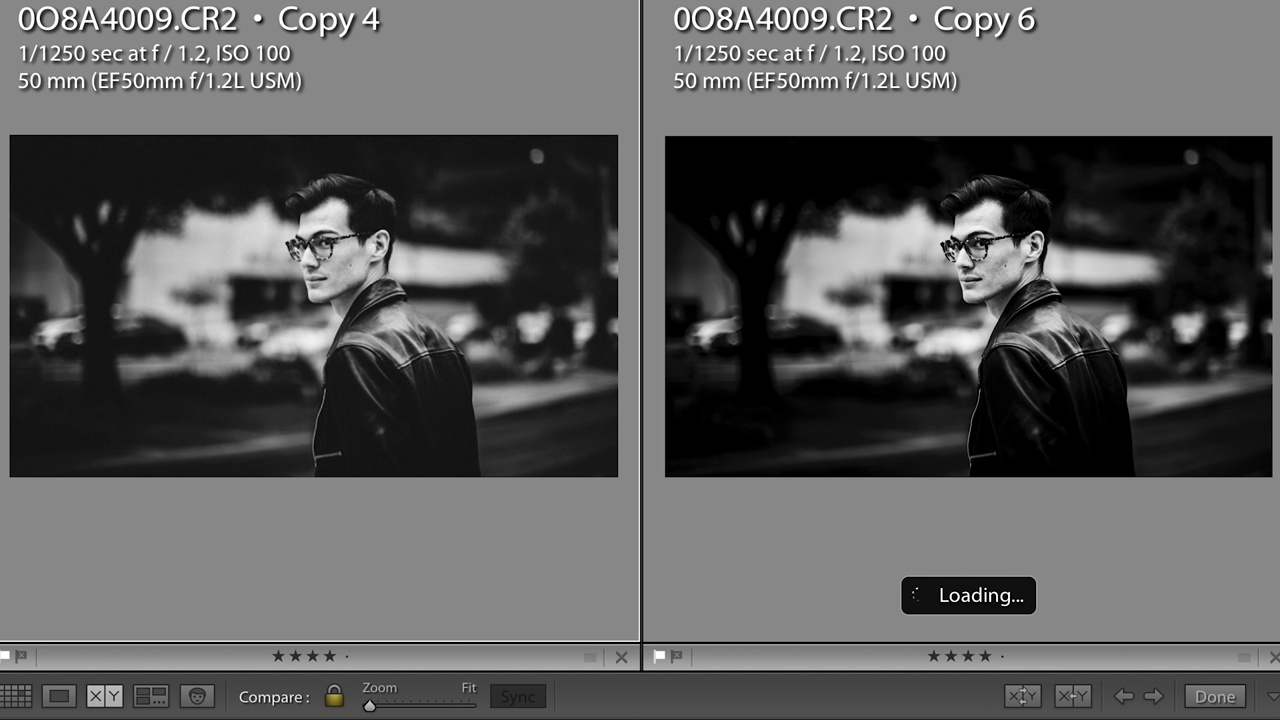 0O8A4009.CR2 • Copy 4
1/1250 sec at f / 1.2, ISO 100
50 mm (EF50mm f/1.2L USM)
0O8A4009.CR2 • Copy 6
1/1250 sec at f / 1.2, ISO 100
50 mm (EF50mm f/1.2L USM)
Loading...
X Y
Compare :
Zoom
Fit
Sync
X Y
X Y
Done